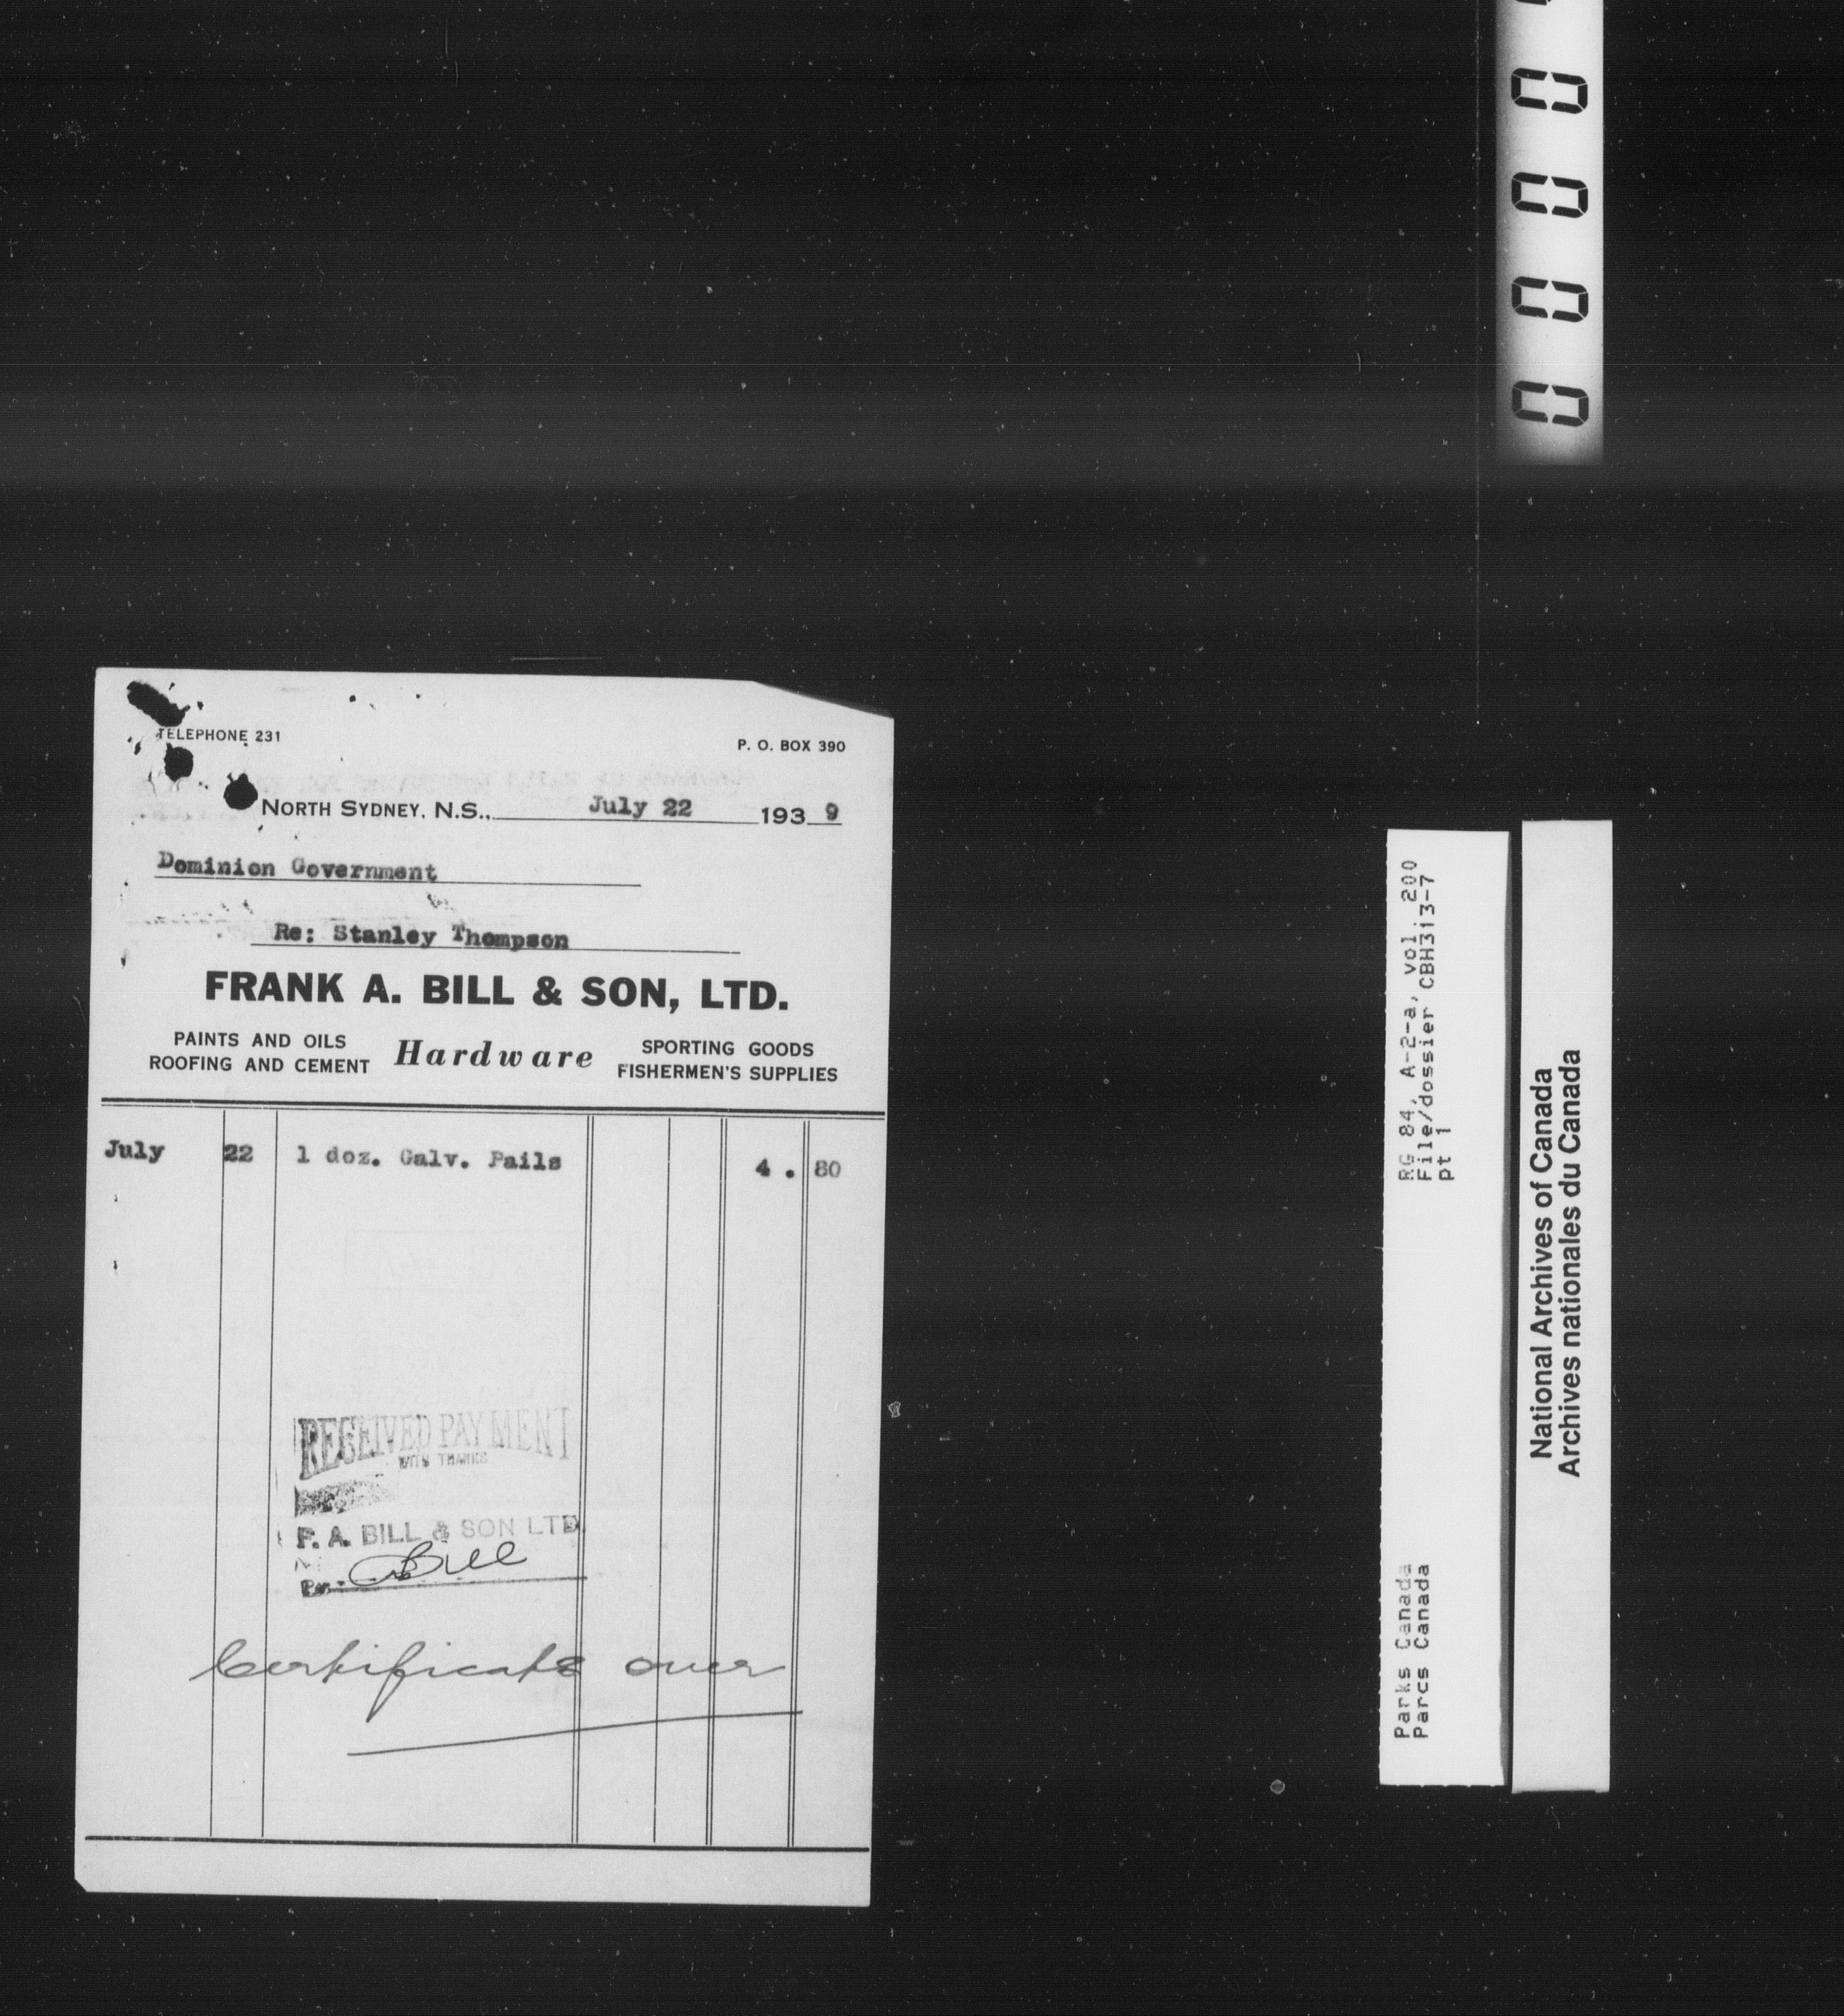 TELEPHONE 231
P. O. BOX 390
NORTH SYDNEY, N.S., July 22 1939
Dominion Government
Re: Stanley Thompson
FRANK A. BILL & SON, LTD.
PAINTS AND OILS
ROOFING AND CEMENT
Hardware
SPORTING GOODS
FISHERMEN'S SUPPLIES
July 22 1 doz. Galv. Pails 4.80
RECEIVED PAYMENT
WITH THANKS
F. A. BILL & SON LTD.
Per. Bill
Certificate over
0000
RG 84, A-2-a, vol. 200
File/dossier CBH313-7
pt 1
Parks Canada
Parcs Canada
National Archives of Canada
Archives nationales du Canada